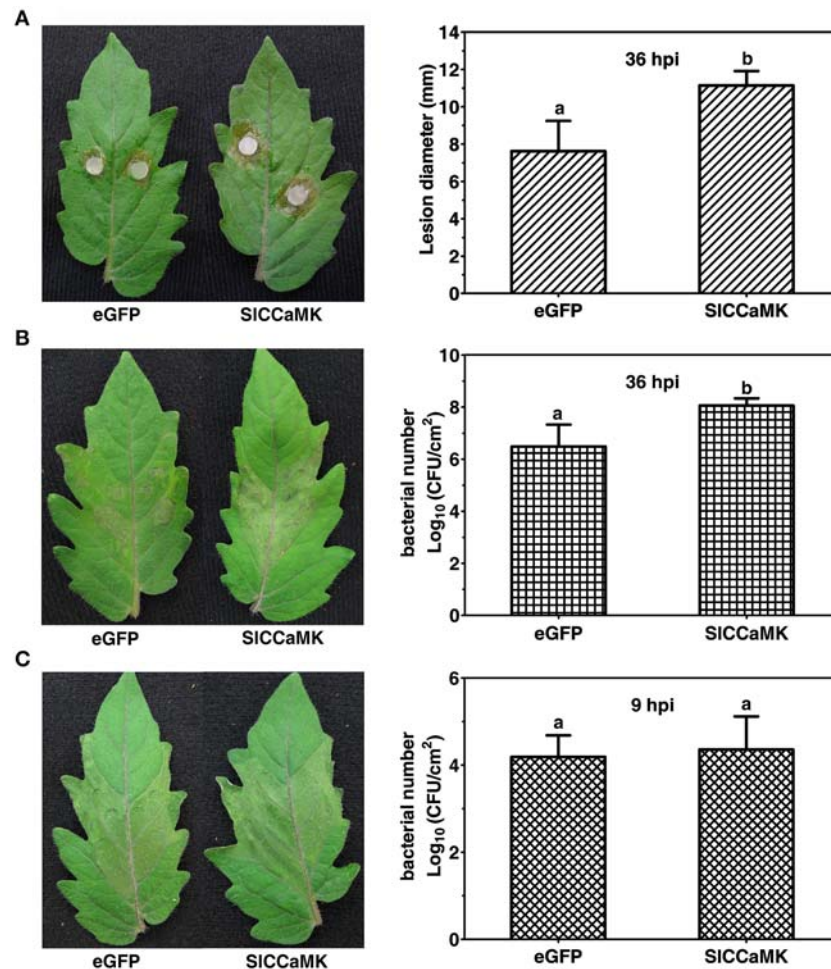 A
eGFP
SlCCaMK
14
12
10
8
6
4
2
0
Lesion diameter (mm)
36 hpi
a
b
eGFP
SlCCaMK
B
eGFP
SlCCaMK
10
8
6
4
2
0
bacterial number
Log₁₀ (CFU/cm²)
36 hpi
a
b
eGFP
SlCCaMK
C
eGFP
SlCCaMK
6
4
2
0
bacterial number
Log₁₀ (CFU/cm²)
9 hpi
a
a
eGFP
SlCCaMK